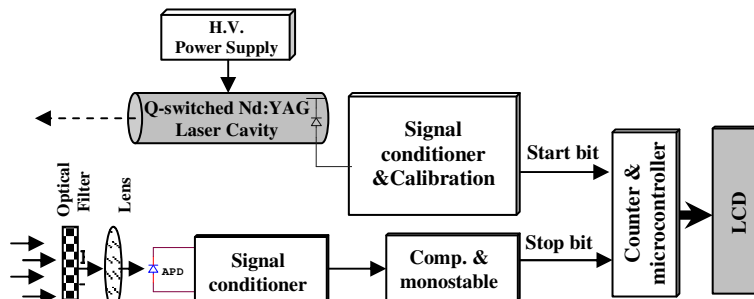 H.V.
Power Supply
Q-switched Nd:YAG
Laser Cavity
Signal
conditioner
&Calibration
Start bit
Counter &
microcontroller
LCD
Optical
Filter
Lens
APD
Signal
conditioner
Comp. &
monostable
Stop bit